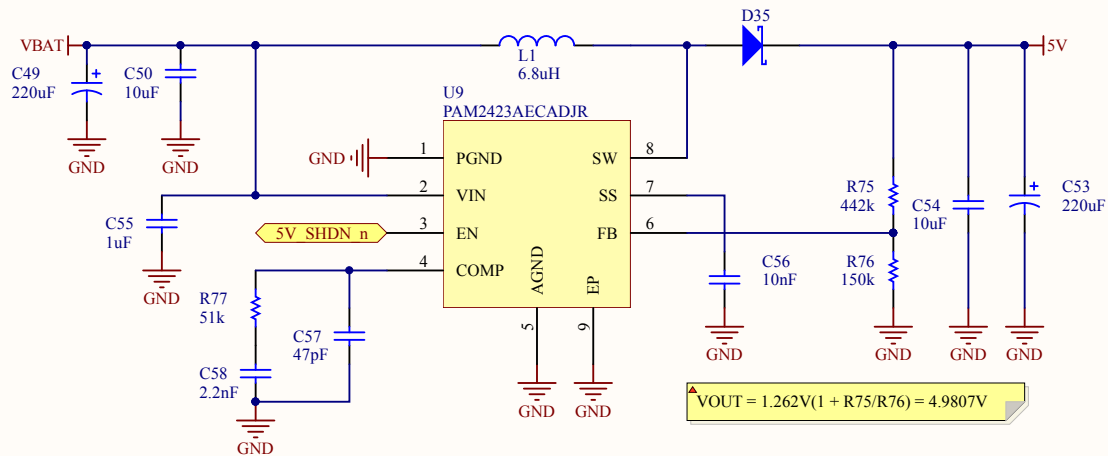 D35
VBAT
5V
L1
6.8uH
C49
220uF
C50
10uF
GND
GND
U9
PAM2423AECADJR
GND
1
PGND
SW
8
2
VIN
SS
7
3
EN
FB
6
4
COMP
AGND
EP
5
9
C55
1uF
GND
5V_SHDN_n
R75
442k
C54
10uF
C53
220uF
R76
150k
C56
10nF
R77
51k
C57
47pF
C58
2.2nF
GND
GND
GND
GND
GND
GND
GND
VOUT = 1.262V(1 + R75/R76) = 4.9807V